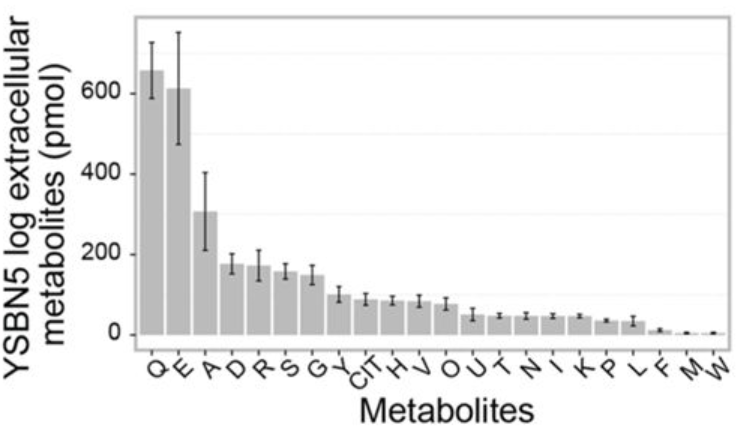 YSBN5 log extracellular
metabolites (pmol)
600
400
200
0
Q E A D R S G Y CIT H V O U T N I K P L F M W
Metabolites